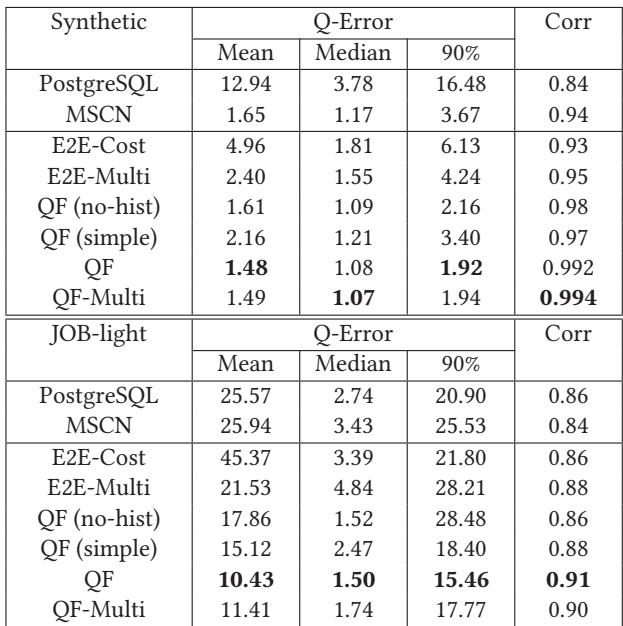 Synthetic Q-Error Corr
Mean Median 90%
PostgreSQL 12.94 3.78 16.48 0.84
MSCN 1.65 1.17 3.67 0.94
E2E-Cost 4.96 1.81 6.13 0.93
E2E-Multi 2.40 1.55 4.24 0.95
QF (no-hist) 1.61 1.09 2.16 0.98
QF (simple) 2.16 1.21 3.40 0.97
QF 1.48 1.08 1.92 0.992
QF-Multi 1.49 1.07 1.94 0.994
JOB-light Q-Error Corr
Mean Median 90%
PostgreSQL 25.57 2.74 20.90 0.86
MSCN 25.94 3.43 25.53 0.84
E2E-Cost 45.37 3.39 21.80 0.86
E2E-Multi 21.53 4.84 28.21 0.88
QF (no-hist) 17.86 1.52 28.48 0.86
QF (simple) 15.12 2.47 18.40 0.88
QF 10.43 1.50 15.46 0.91
QF-Multi 11.41 1.74 17.77 0.90